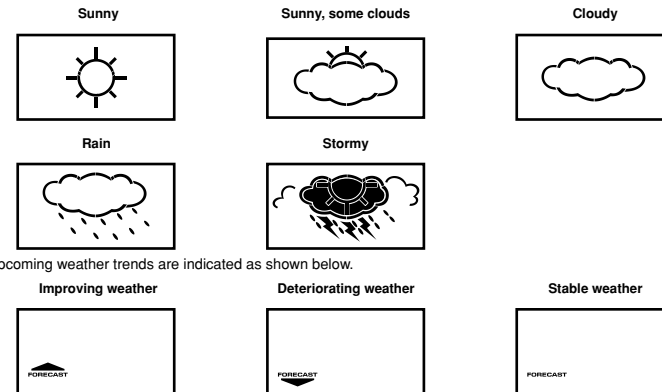 Sunny Sunny, some clouds Cloudy
Rain Stormy
weather trends are indicated as shown below.
Improving weather Deteriorating weather Stable weather
FORECAST FORECAST FORECAST